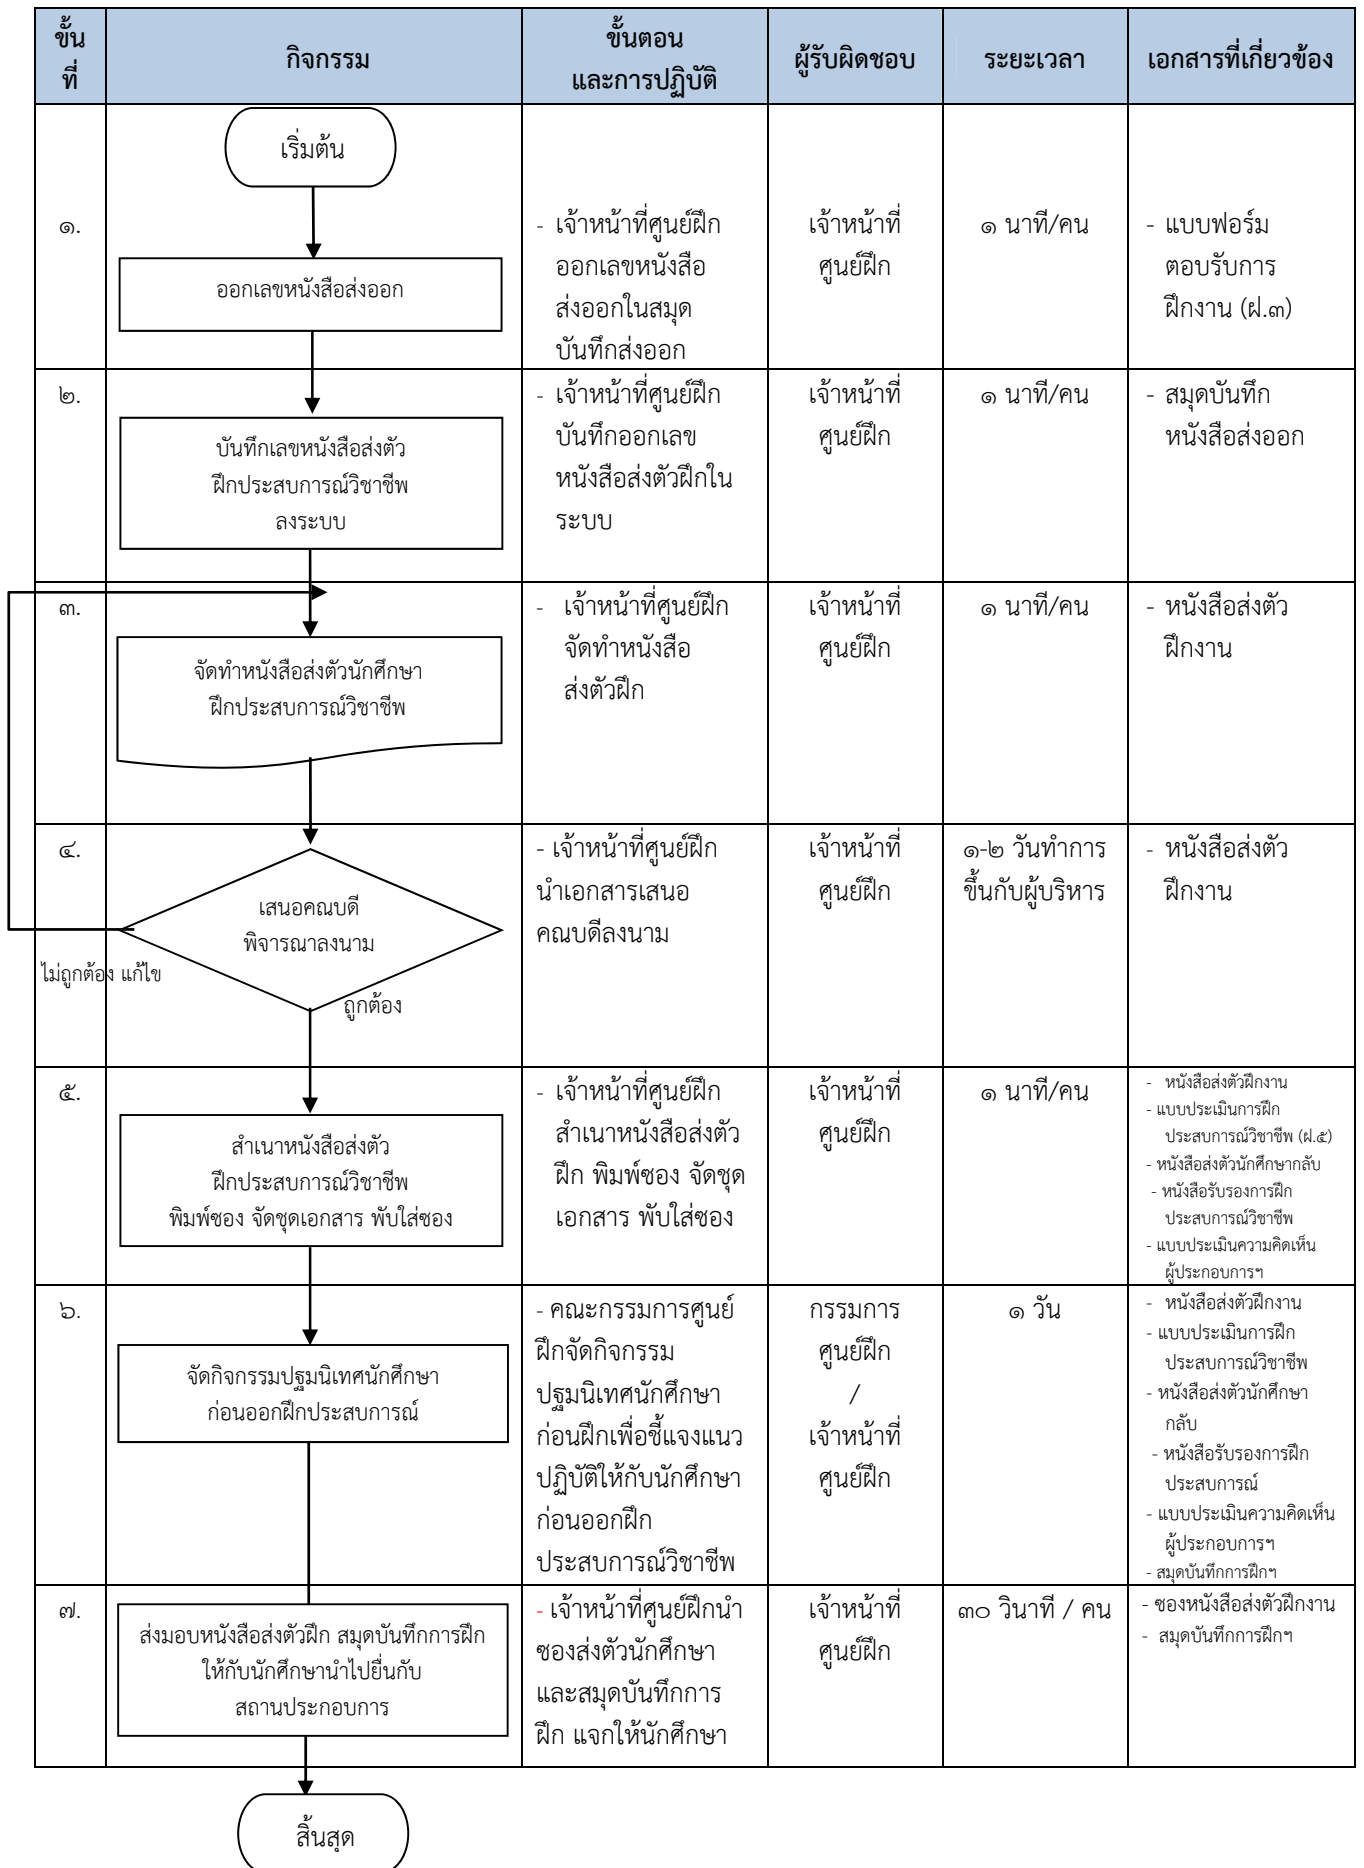 ขั้น
ที่
กิจกรรม
ขั้นตอน
และการปฏิบัติ
ผู้รับผิดชอบ
ระยะเวลา
เอกสารที่เกี่ยวข้อง
เริ่มต้น
๑.
ออกเลขหนังสือส่งออก
- เจ้าหน้าที่ศูนย์ฝึก
ออกเลขหนังสือ
ส่งออกในสมุด
บันทึกส่งออก
เจ้าหน้าที่
ศูนย์ฝึก
๑ นาที/คน
- แบบฟอร์ม
ตอบรับการ
ฝึกงาน (ฝ.๓)
๒.
บันทึกเลขหนังสือส่งตัว
ฝึกประสบการณ์วิชาชีพ
ลงระบบ
- เจ้าหน้าที่ศูนย์ฝึก
บันทึกออกเลข
หนังสือส่งตัวฝึกใน
ระบบ
เจ้าหน้าที่
ศูนย์ฝึก
๑ นาที/คน
- สมุดบันทึก
หนังสือส่งออก
๓.
จัดทำหนังสือส่งตัวนักศึกษา
ฝึกประสบการณ์วิชาชีพ
- เจ้าหน้าที่ศูนย์ฝึก
จัดทำหนังสือ
ส่งตัวฝึก
เจ้าหน้าที่
ศูนย์ฝึก
๑ นาที/คน
- หนังสือส่งตัว
ฝึกงาน
๔.
เสนอคณบดี
พิจารณาลงนาม
ไม่ถูกต้อง แก้ไข
ถูกต้อง
- เจ้าหน้าที่ศูนย์ฝึก
นำเอกสารเสนอ
คณบดีลงนาม
เจ้าหน้าที่
ศูนย์ฝึก
๑-๒ วันทำการ
ขึ้นกับผู้บริหาร
- หนังสือส่งตัว
ฝึกงาน
๕.
สำเนาหนังสือส่งตัว
ฝึกประสบการณ์วิชาชีพ
พิมพ์ซอง จัดชุดเอกสาร พับใส่ซอง
- เจ้าหน้าที่ศูนย์ฝึก
สำเนาหนังสือส่งตัว
ฝึก พิมพ์ซอง จัดชุด
เอกสาร พับใส่ซอง
เจ้าหน้าที่
ศูนย์ฝึก
๑ นาที/คน
- หนังสือส่งตัวฝึกงาน
- แบบประเมินการฝึก
ประสบการณ์วิชาชีพ (ฝ.๕)
- หนังสือส่งตัวนักศึกษากลับ
- หนังสือรับรองการฝึก
ประสบการณ์วิชาชีพ
- แบบประเมินความคิดเห็น
ผู้ประกอบการฯ
๖.
จัดกิจกรรมปฐมนิเทศนักศึกษา
ก่อนออกฝึกประสบการณ์
- คณะกรรมการศูนย์
ฝึกจัดกิจกรรม
ปฐมนิเทศนักศึกษา
ก่อนฝึกเพื่อชี้แจงแนว
ปฏิบัติให้กับนักศึกษา
ก่อนออกฝึก
ประสบการณ์วิชาชีพ
กรรมการ
ศูนย์ฝึก
/
เจ้าหน้าที่
ศูนย์ฝึก
๑ วัน
- หนังสือส่งตัวฝึกงาน
- แบบประเมินการฝึก
ประสบการณ์วิชาชีพ
- หนังสือส่งตัวนักศึกษา
กลับ
- หนังสือรับรองการฝึก
ประสบการณ์
- แบบประเมินความคิดเห็น
ผู้ประกอบการฯ
- สมุดบันทึกการฝึกฯ
๗.
ส่งมอบหนังสือส่งตัวฝึก สมุดบันทึกการฝึก
ให้กับนักศึกษานำไปยื่นกับ
สถานประกอบการ
- เจ้าหน้าที่ศูนย์ฝึกนำ
ซองส่งตัวนักศึกษา
และสมุดบันทึกการ
ฝึก แจกให้นักศึกษา
เจ้าหน้าที่
ศูนย์ฝึก
๓๐ วินาที / คน
- ซองหนังสือส่งตัวฝึกงาน
- สมุดบันทึกการฝึกฯ
สิ้นสุด